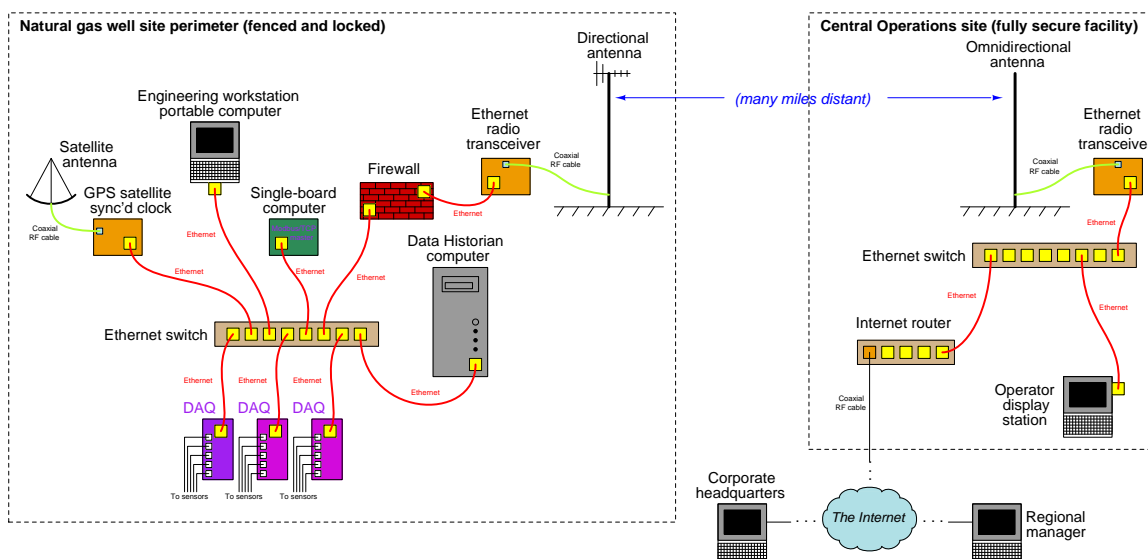 Natural gas well site perimeter (fenced and locked)
Directional
antenna
Engineering workstation
portable computer
Ethernet
radio
transceiver
Satellite
antenna
GPS satellite
sync'd clock
Coaxial
RF cable
Ethernet
Ethernet
Single-board
computer
Ethernet
Firewall
Ethernet
Ethernet
Coaxial
RF cable
Data Historian
computer
Ethernet switch
Ethernet
Ethernet
Ethernet
Ethernet
DAQ
DAQ
DAQ
To sensors
To sensors
To sensors
(many miles distant)
Central Operations site (fully secure facility)
Omnidirectional
antenna
Ethernet
radio
transceiver
Coaxial
RF cable
Ethernet
Ethernet switch
Ethernet
Ethernet
Internet router
Coaxial
RF cable
Operator
display
station
Corporate
headquarters
The Internet
Regional
manager